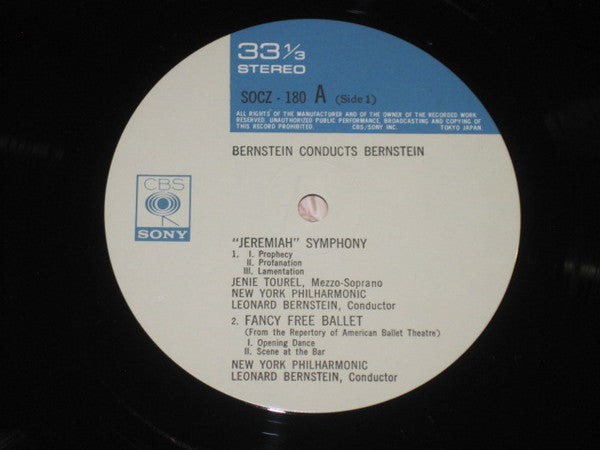 33 1/3
STEREO
SOCZ - 180 A (Side 1)
ALL RIGHTS OF THE MANUFACTURER AND OF THE OWNER OF THE RECORDED WORK
RESERVED. UNAUTHORIZED PUBLIC PERFORMANCE, BROADCASTING AND COPYING OF
THIS RECORD PROHIBITED. CBS/SONY INC. TOKYO JAPAN.
BERNSTEIN CONDUCTS BERNSTEIN
CBS
SONY
"JEREMIAH" SYMPHONY
1. I. Prophecy
II. Profanation
III. Lamentation
JENIE TOUREL, Mezzo-Soprano
NEW YORK PHILHARMONIC
LEONARD BERNSTEIN, Conductor
2. FANCY FREE BALLET
(From the Repertory of American Ballet Theatre)
I. Opening Dance
II. Scene at the Bar
NEW YORK PHILHARMONIC
LEONARD BERNSTEIN, Conductor